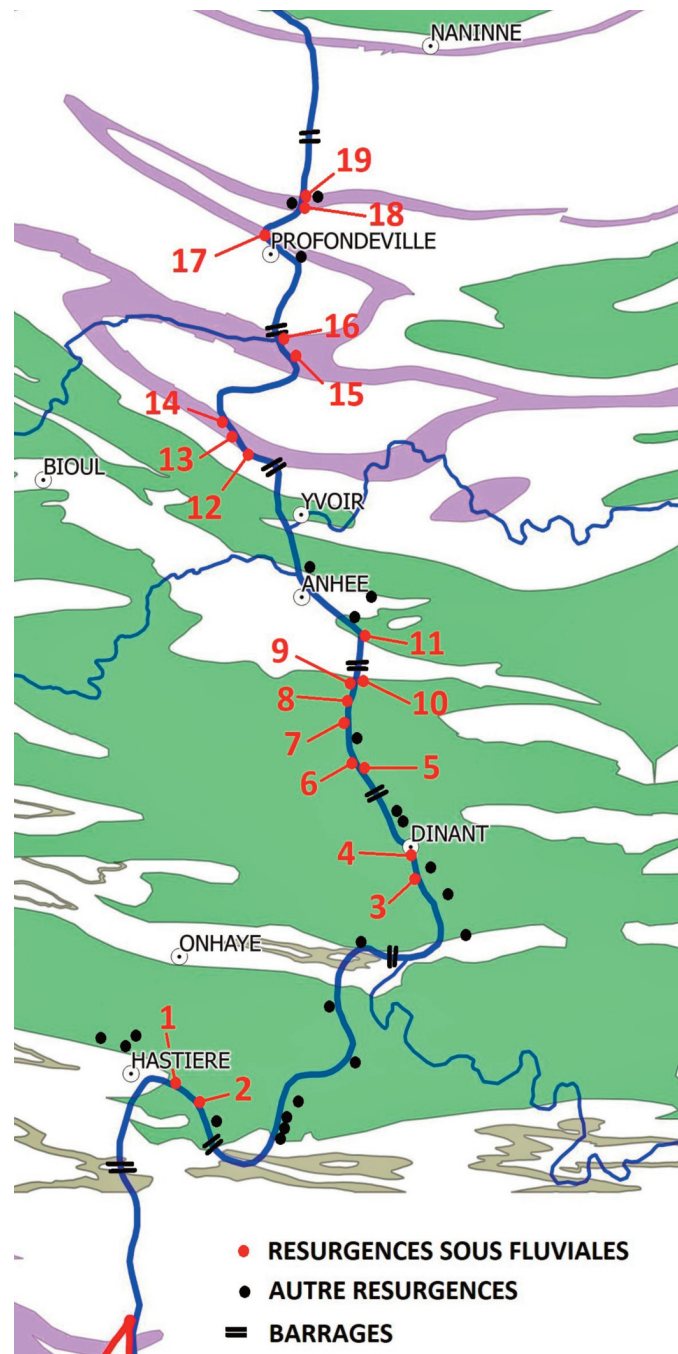 NANINNE
19
18
17
PROFONDEVILLE
16
15
14
13
BIOUL
12
YVOIR
ANHEE
11
9
10
8
7
6
5
DINANT
4
3
ONHAYE
1
HASTIERE
2
RESURGENCES SOUS FLUVIALES
AUTRE RESURGENCES
BARRAGES